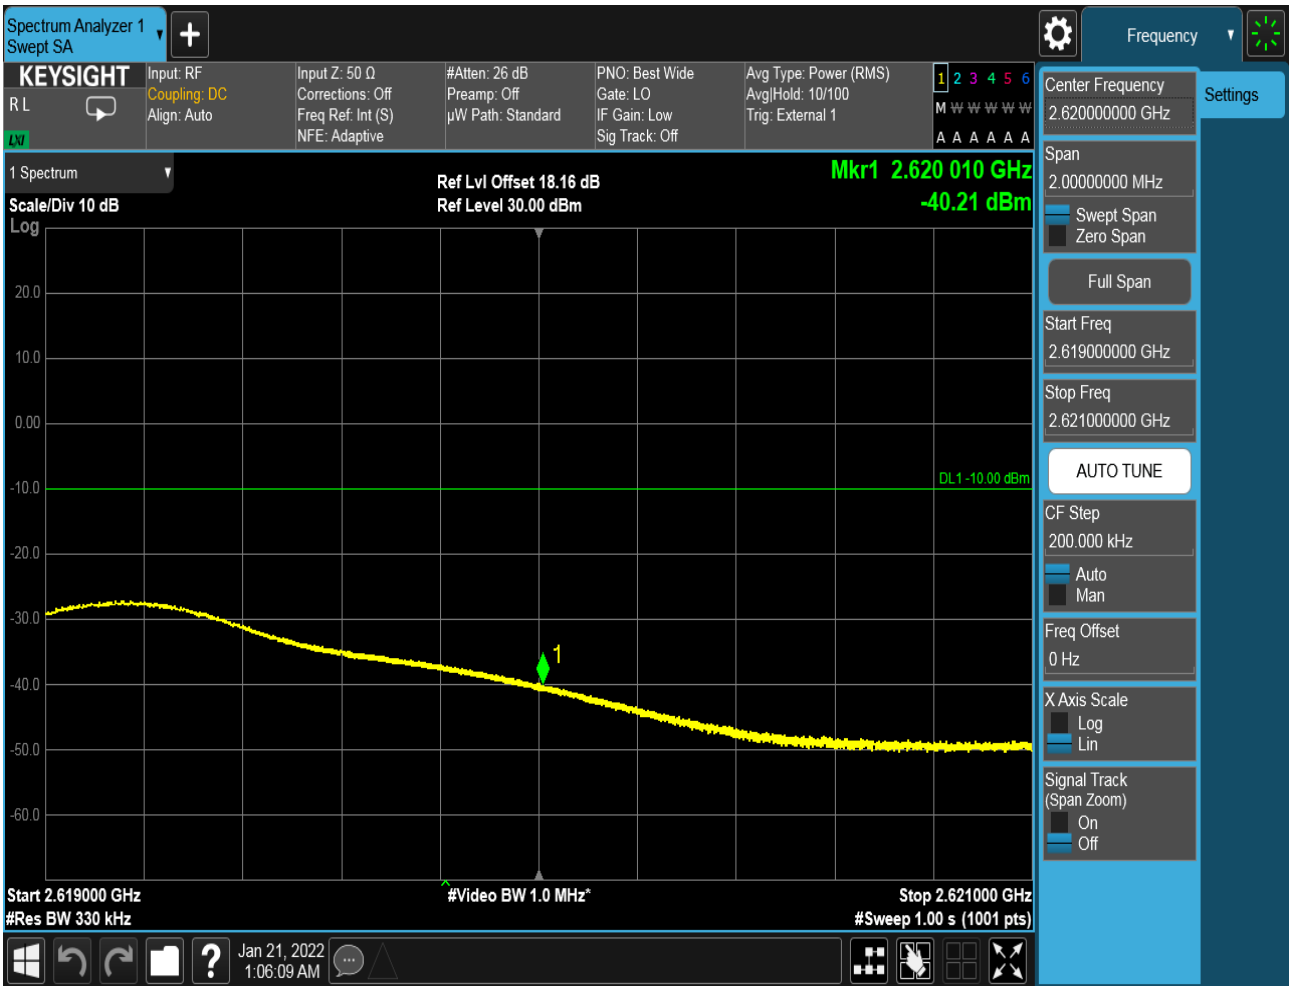 Spectrum Analyzer 1
Swept SA
Frequency
KEYSIGHT
R L
LXI
Input: RF
Coupling: DC
Align: Auto
Input Z: 50 Ω
Corrections: Off
Freq Ref: Int (S)
NFE: Adaptive
#Atten: 26 dB
Preamp: Off
µW Path: Standard
PNO: Best Wide
Gate: LO
IF Gain: Low
Sig Track: Off
Avg Type: Power (RMS)
Avg|Hold: 10/100
Trig: External 1
1 2 3 4 5 6
M W W W W W
A A A A A A
1 Spectrum
Scale/Div 10 dB
Log
Ref Lvl Offset 18.16 dB
Ref Level 30.00 dBm
Mkr1 2.620 010 GHz
-40.21 dBm
20.0
10.0
0.00
-10.0
-20.0
-30.0
-40.0
-50.0
-60.0
DL1 -10.00 dBm
1
Start 2.619000 GHz
#Res BW 330 kHz
#Video BW 1.0 MHz*
Stop 2.621000 GHz
#Sweep 1.00 s (1001 pts)
Center Frequency
2.620000000 GHz
Span
2.00000000 MHz
Swept Span
Zero Span
Full Span
Start Freq
2.619000000 GHz
Stop Freq
2.621000000 GHz
AUTO TUNE
CF Step
200.000 kHz
Auto
Man
Freq Offset
0 Hz
X Axis Scale
Log
Lin
Signal Track
(Span Zoom)
On
Off
Settings
?
Jan 21, 2022
1:06:09 AM